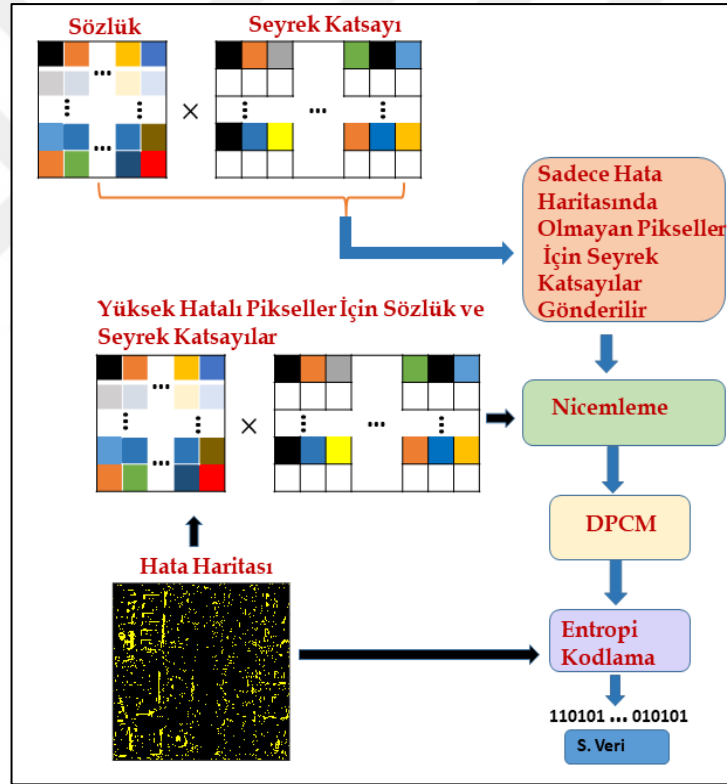 Sözlük
Seyrek Katsayı
×
Sadece Hata
Haritasında
Olmayan Pikseller
İçin Seyrek
Katsayılar
Gönderilir
Yüksek Hatalı Pikseller İçin Sözlük ve
Seyrek Katsayılar
×
Nicemleme
DPCM
Hata Haritası
Entropi
Kodlama
110101 ... 010101
S. Veri